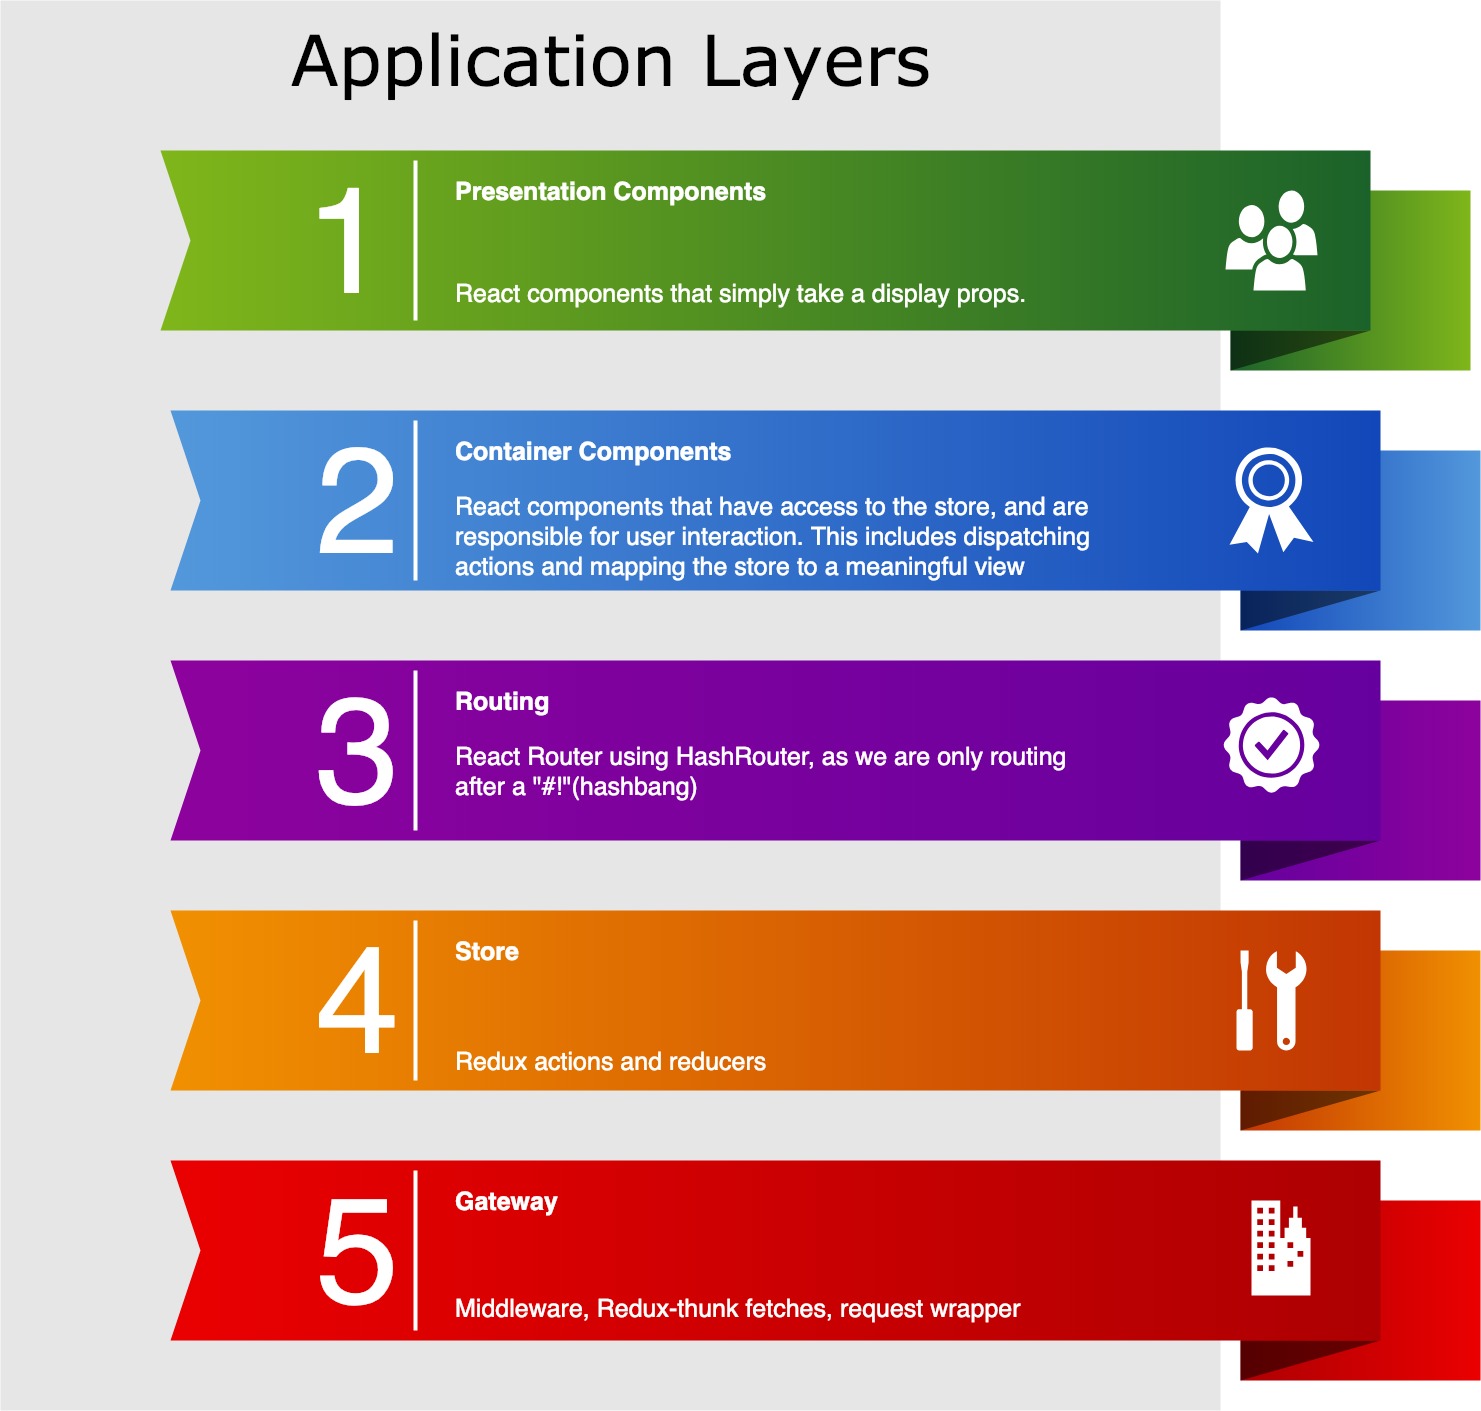 Application Layers
1
Presentation Components
React components that simply take a display props.
2
Container Components
React components that have access to the store, and are
responsible for user interaction. This includes dispatching
actions and mapping the store to a meaningful view
3
Routing
React Router using HashRouter, as we are only routing
after a "#!"(hashbang)
4
Store
Redux actions and reducers
5
Gateway
Middleware, Redux-thunk fetches, request wrapper